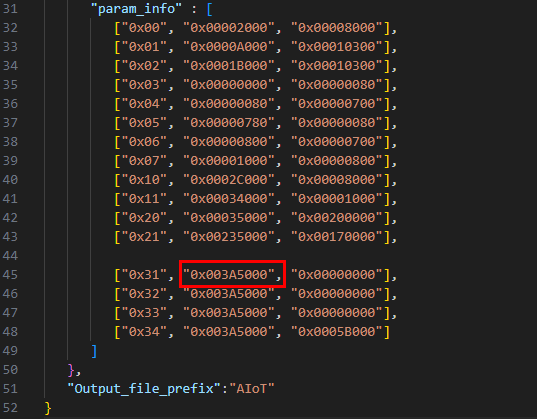 31 "param_info" : [
32 ["0x00", "0x00002000", "0x00008000"],
33 ["0x01", "0x0000A000", "0x00010300"],
34 ["0x02", "0x0001B000", "0x00010300"],
35 ["0x03", "0x00000000", "0x00000080"],
36 ["0x04", "0x00000080", "0x00000700"],
37 ["0x05", "0x00000780", "0x00000080"],
38 ["0x06", "0x00000800", "0x00000700"],
39 ["0x07", "0x00001000", "0x00000800"],
40 ["0x10", "0x0002C000", "0x00008000"],
41 ["0x11", "0x00034000", "0x00001000"],
42 ["0x20", "0x00035000", "0x00200000"],
43 ["0x21", "0x00235000", "0x00170000"],
44
45 ["0x31", "0x003A5000", "0x00000000"],
46 ["0x32", "0x003A5000", "0x00000000"],
47 ["0x33", "0x003A5000", "0x00000000"],
48 ["0x34", "0x003A5000", "0x0005B000"]
49 ]
50 },
51 "Output_file_prefix":"AIoT"
52 }